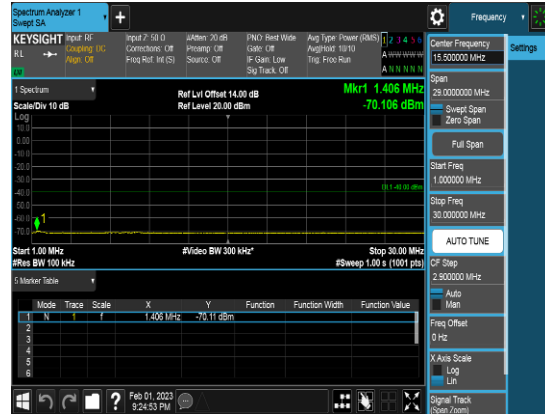 Spectrum Analyzer 1
Swept SA
Frequency
KEYSIGHT
RL
Input: RF
Coupling: DC
Align: Off
Input Z: 50 Ω
Corrections: Off
Freq Ref: Int (S)
#Atten: 20 dB
Preamp: Off
Source: Off
PNO: Best Wide
Gate: Off
IF Gain: Low
Sig Track: Off
Avg Type: Power (RMS)
Avg|Hold: 10/10
Trig: Free Run
1 2 3 4 5 6
A W W W W W
A N N N N N
LM
Center Frequency
15.500000 MHz
Settings
1 Spectrum
Scale/Div 10 dB
Ref Lvl Offset 14.00 dB
Ref Level 20.00 dBm
Mkr1 1.406 MHz
-70.106 dBm
Log
10.0
0.00
-10.0
-20.0
-30.0
-40.0
-50.0
-60.0
-70.0
DL1 -40.00 dBm
1
Start 1.00 MHz
#Res BW 100 kHz
#Video BW 300 kHz*
Stop 30.00 MHz
#Sweep 1.00 s (1001 pts)
Span
29.0000000 MHz
Swept Span
Zero Span
Full Span
Start Freq
1.000000 MHz
Stop Freq
30.000000 MHz
AUTO TUNE
CF Step
2.900000 MHz
Auto
Man
Freq Offset
0 Hz
X Axis Scale
Log
Lin
Signal Track
(Span Zoom)
5 Marker Table
Mode Trace Scale X Y Function Function Width Function Value
1 N 1 f 1.406 MHz -70.11 dBm
2
3
4
5
6
?
Feb 01, 2023
9:24:53 PM